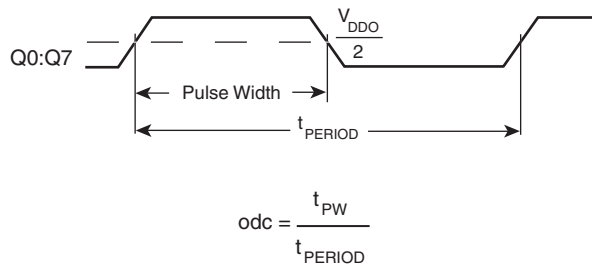 V_DDO
2
Q0:Q7
Pulse Width
t_PERIOD
odc = t_PW
t_PERIOD